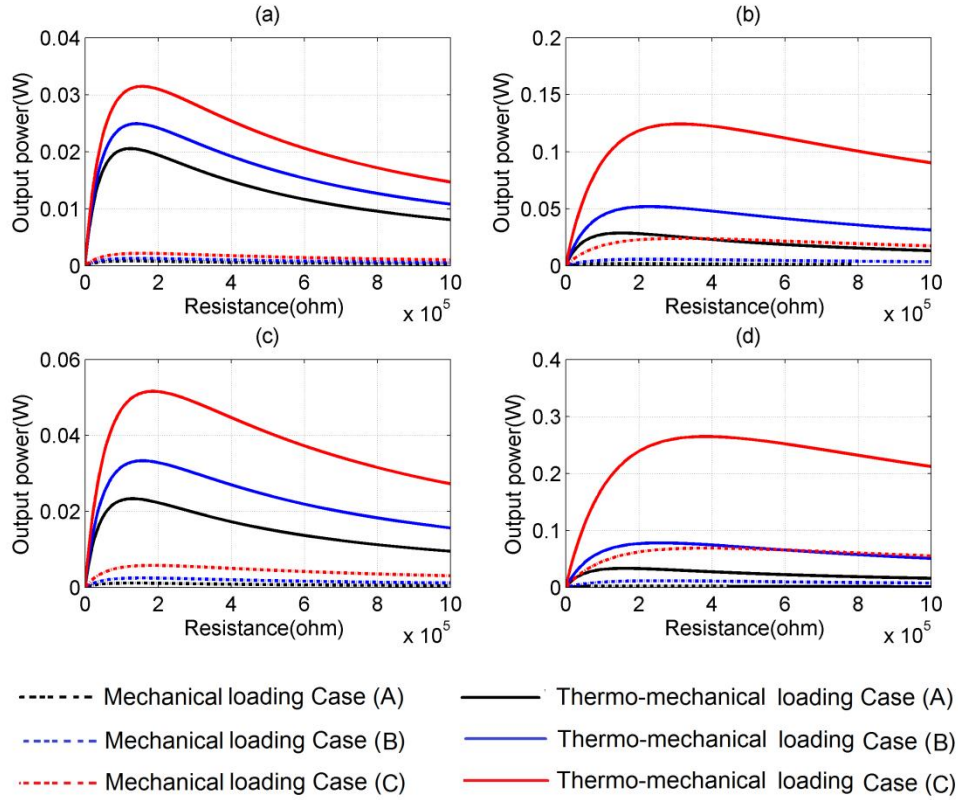 (a)
Output power(W)
0.04
0.03
0.02
0.01
0
0 2 4 6 8 10
Resistance(ohm)
x 10^5
(b)
Output power(W)
0.2
0.15
0.1
0.05
0
0 2 4 6 8 10
Resistance(ohm)
x 10^5
(c)
Output power(W)
0.06
0.04
0.02
0
0 2 4 6 8 10
Resistance(ohm)
x 10^5
(d)
Output power(W)
0.4
0.3
0.2
0.1
0
0 2 4 6 8 10
Resistance(ohm)
x 10^5
Mechanical loading Case (A)
Mechanical loading Case (B)
Mechanical loading Case (C)
Thermo-mechanical loading Case (A)
Thermo-mechanical loading Case (B)
Thermo-mechanical loading Case (C)